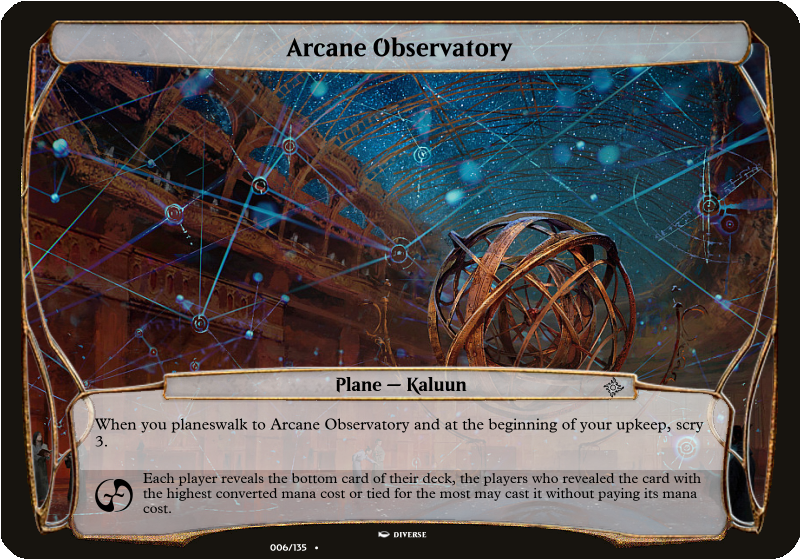 Arcane Observatory
Plane — Kaluun
When you planeswalk to Arcane Observatory and at the beginning of your upkeep, scry
3.
Each player reveals the bottom card of their deck, the players who revealed the card with
the highest converted mana cost or tied for the most may cast it without paying its mana
cost.
DIVERSE
006/135 •